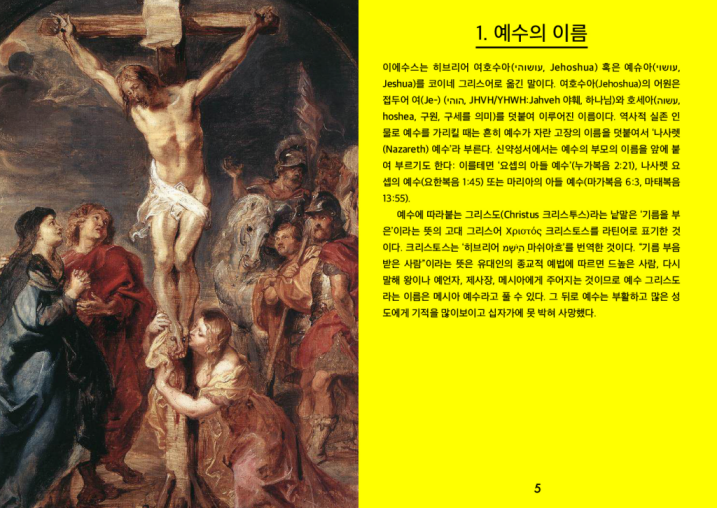 1. 예수의 이름
이에수스는 히브리어 여호수아(יהושוע, Jehoshua) 혹은 예슈아(ישוע,
Jeshua)를 코이네 그리스어로 옮긴 말이다. 여호수아(Jehoshua)의 어원은
접두어 여(Je-) (יהוה, JHVH/YHWH:Jahveh 야훼, 하나님)와 호세아(הושע,
hoshea, 구원, 구세를 의미)를 덧붙여 이루어진 이름이다. 역사적 실존 인
물로 예수를 가리킬 때는 흔히 예수가 자란 고장의 이름을 덧붙여서 '나사렛
(Nazareth) 예수'라 부른다. 신약성서에서는 예수의 부모의 이름을 앞에 붙
여 부르기도 한다: 이를테면 '요셉의 아들 예수'(누가복음 2:21), 나사렛 요
셉의 예수(요한복음 1:45) 또는 마리아의 아들 예수(마가복음 6:3, 마태복음
13:55).
예수에 따라붙는 그리스도(Christus 크리스투스)라는 낱말은 '기름을 부
은'이라는 뜻의 고대 그리스어 Χριστός 크리스토스를 라틴어로 표기한 것
이다. 크리스토스는 '히브리어 מָשִׁיחַ 마쉬아흐'를 번역한 것이다. "기름 부음
받은 사람"이라는 뜻은 유대인의 종교적 예법에 따르면 드높은 사람, 다시
말해 왕이나 예언자, 제사장, 메시아에게 주어지는 것이므로 예수 그리스도
라는 이름은 메시아 예수라고 풀 수 있다. 그 뒤로 예수는 부활하고 많은 성
도에게 기적을 많이보이고 십자가에 못 박혀 사망했다.
5